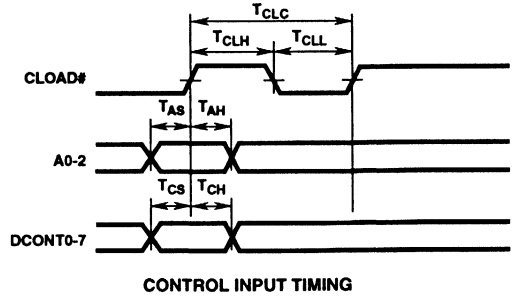 TCLC
TCLH TCLL
CLOAD#
TAS TAH
A0-2
TCS TCH
DCONT0-7
CONTROL INPUT TIMING